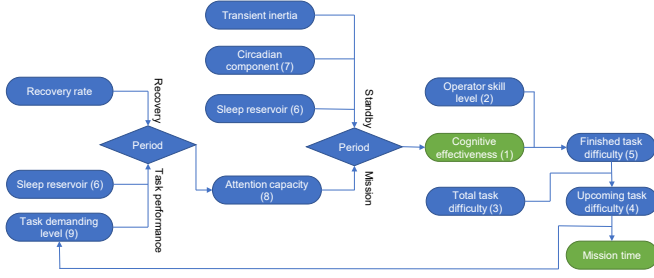 Transient inertia
Circadian
component (7)
Sleep reservoir (6)
Standby
Recovery rate
Recovery
Period
Task performance
Sleep reservoir (6)
Task demanding
level (9)
Attention capacity
(8)
Period
Mission
Operator skill
level (2)
Cognitive
effectiveness (1)
Finished task
difficulty (5)
Total task
difficulty (3)
Upcoming task
difficulty (4)
Mission time